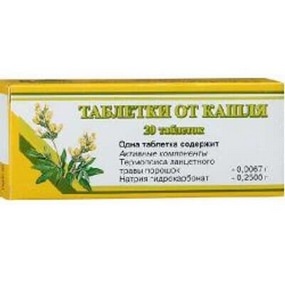 ТАБЛЕТКИ ОТ КАШЛЯ
20 таблеток
Одна таблетка содержит
Активные компоненты
Термопсиса ланцетного
травы порошок - 0,0067 г
Натрия гидрокарбонат - 0,2500 г